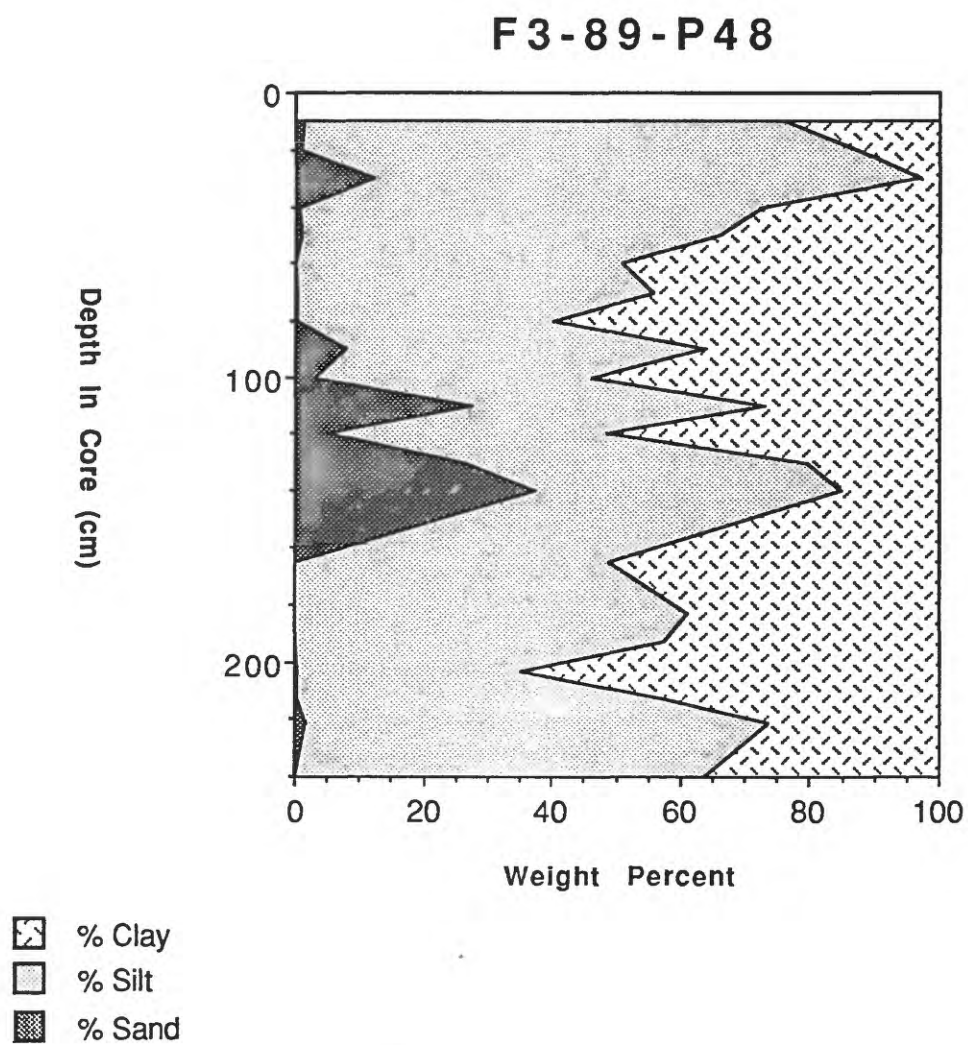 F3-89-P48
0
100
200
Depth In Core (cm)
0 20 40 60 80 100
Weight Percent
% Clay
% Silt
% Sand